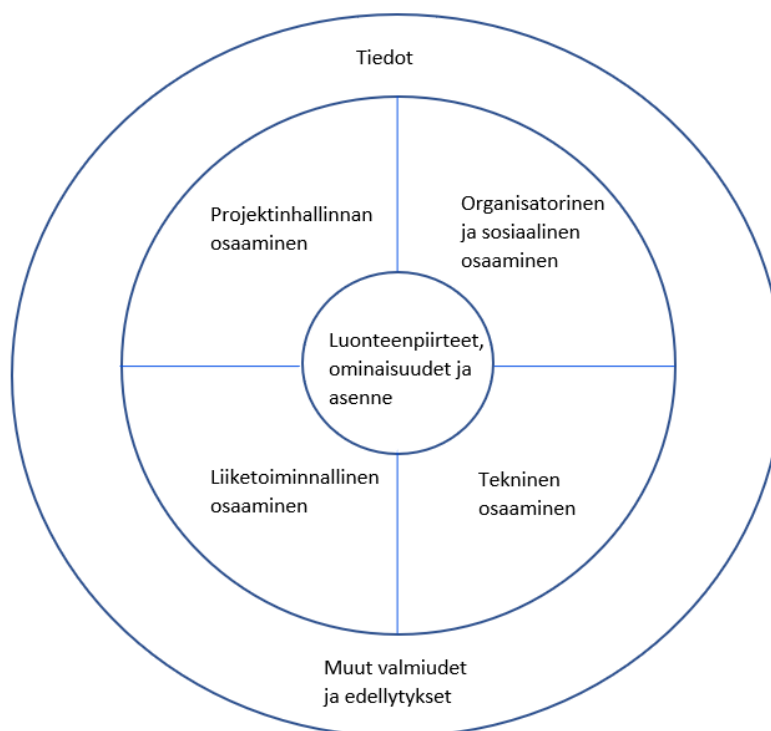 Tiedot
Projektinhallinnan
osaaminen
Organisatorinen
ja sosiaalinen
osaaminen
Luonteenpiirteet,
ominaisuudet ja
asenne
Liiketoiminnallinen
osaaminen
Tekninen
osaaminen
Muut valmiudet
ja edellytykset